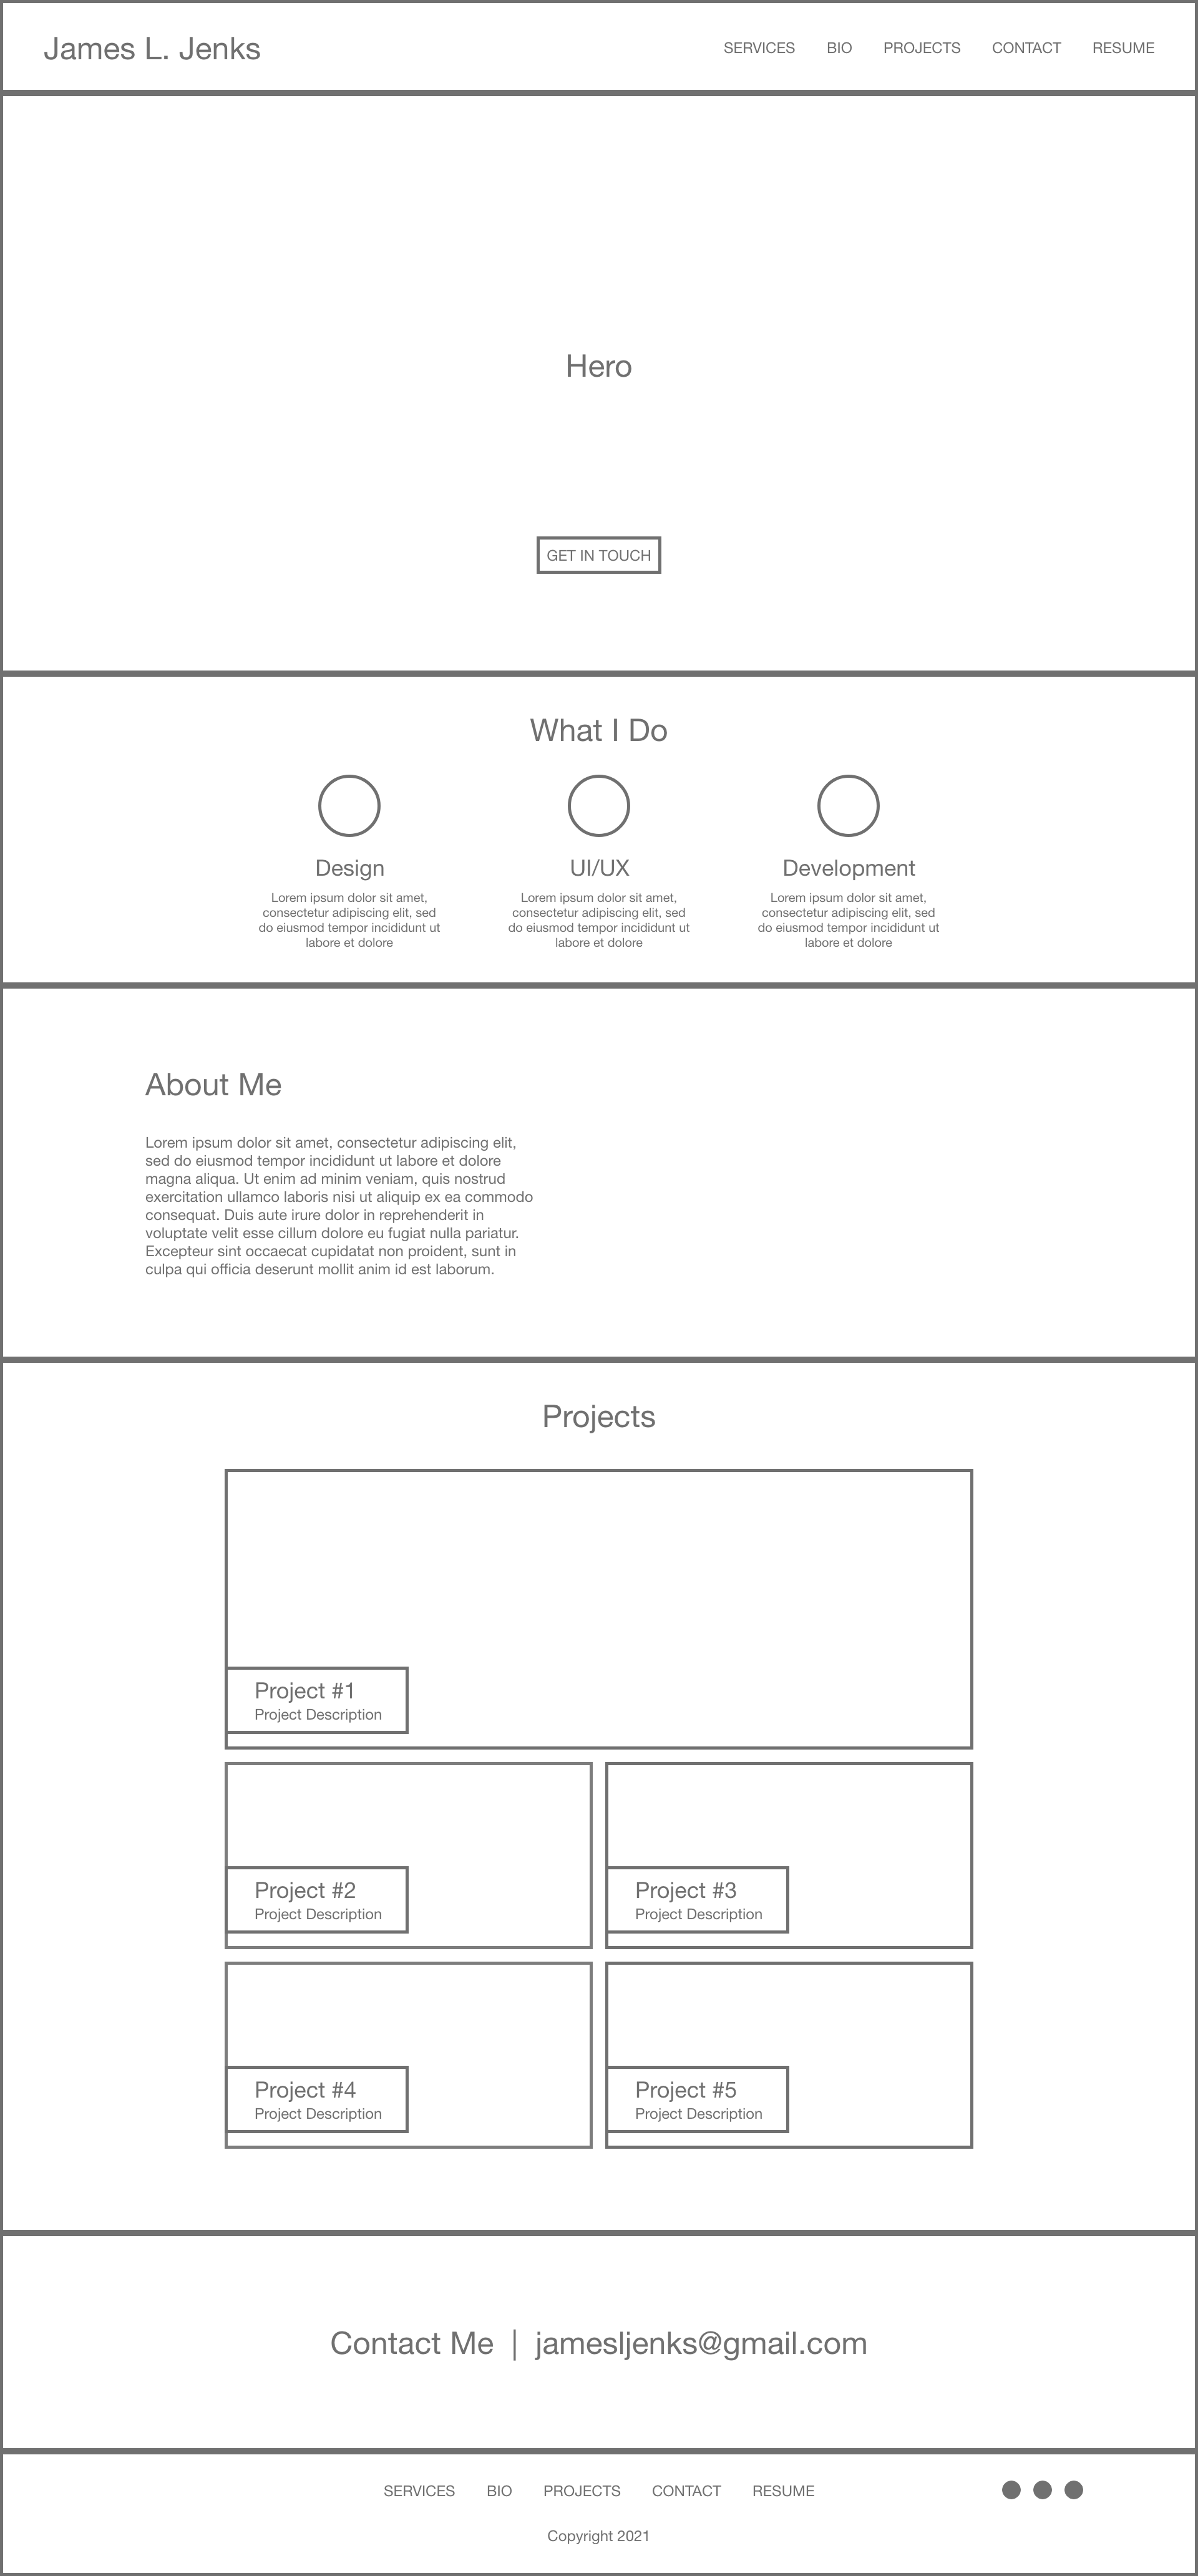 James L. Jenks
SERVICES BIO PROJECTS CONTACT RESUME
Hero
GET IN TOUCH
What I Do
Design
Lorem ipsum dolor sit amet,
consectetur adipiscing elit, sed
do eiusmod tempor incididunt ut
labore et dolore
UI/UX
Lorem ipsum dolor sit amet,
consectetur adipiscing elit, sed
do eiusmod tempor incididunt ut
labore et dolore
Development
Lorem ipsum dolor sit amet,
consectetur adipiscing elit, sed
do eiusmod tempor incididunt ut
labore et dolore
About Me
Lorem ipsum dolor sit amet, consectetur adipiscing elit,
sed do eiusmod tempor incididunt ut labore et dolore
magna aliqua. Ut enim ad minim veniam, quis nostrud
exercitation ullamco laboris nisi ut aliquip ex ea commodo
consequat. Duis aute irure dolor in reprehenderit in
voluptate velit esse cillum dolore eu fugiat nulla pariatur.
Excepteur sint occaecat cupidatat non proident, sunt in
culpa qui officia deserunt mollit anim id est laborum.
Projects
Project #1
Project Description
Project #2
Project Description
Project #3
Project Description
Project #4
Project Description
Project #5
Project Description
Contact Me | jamesljenks@gmail.com
SERVICES BIO PROJECTS CONTACT RESUME
Copyright 2021